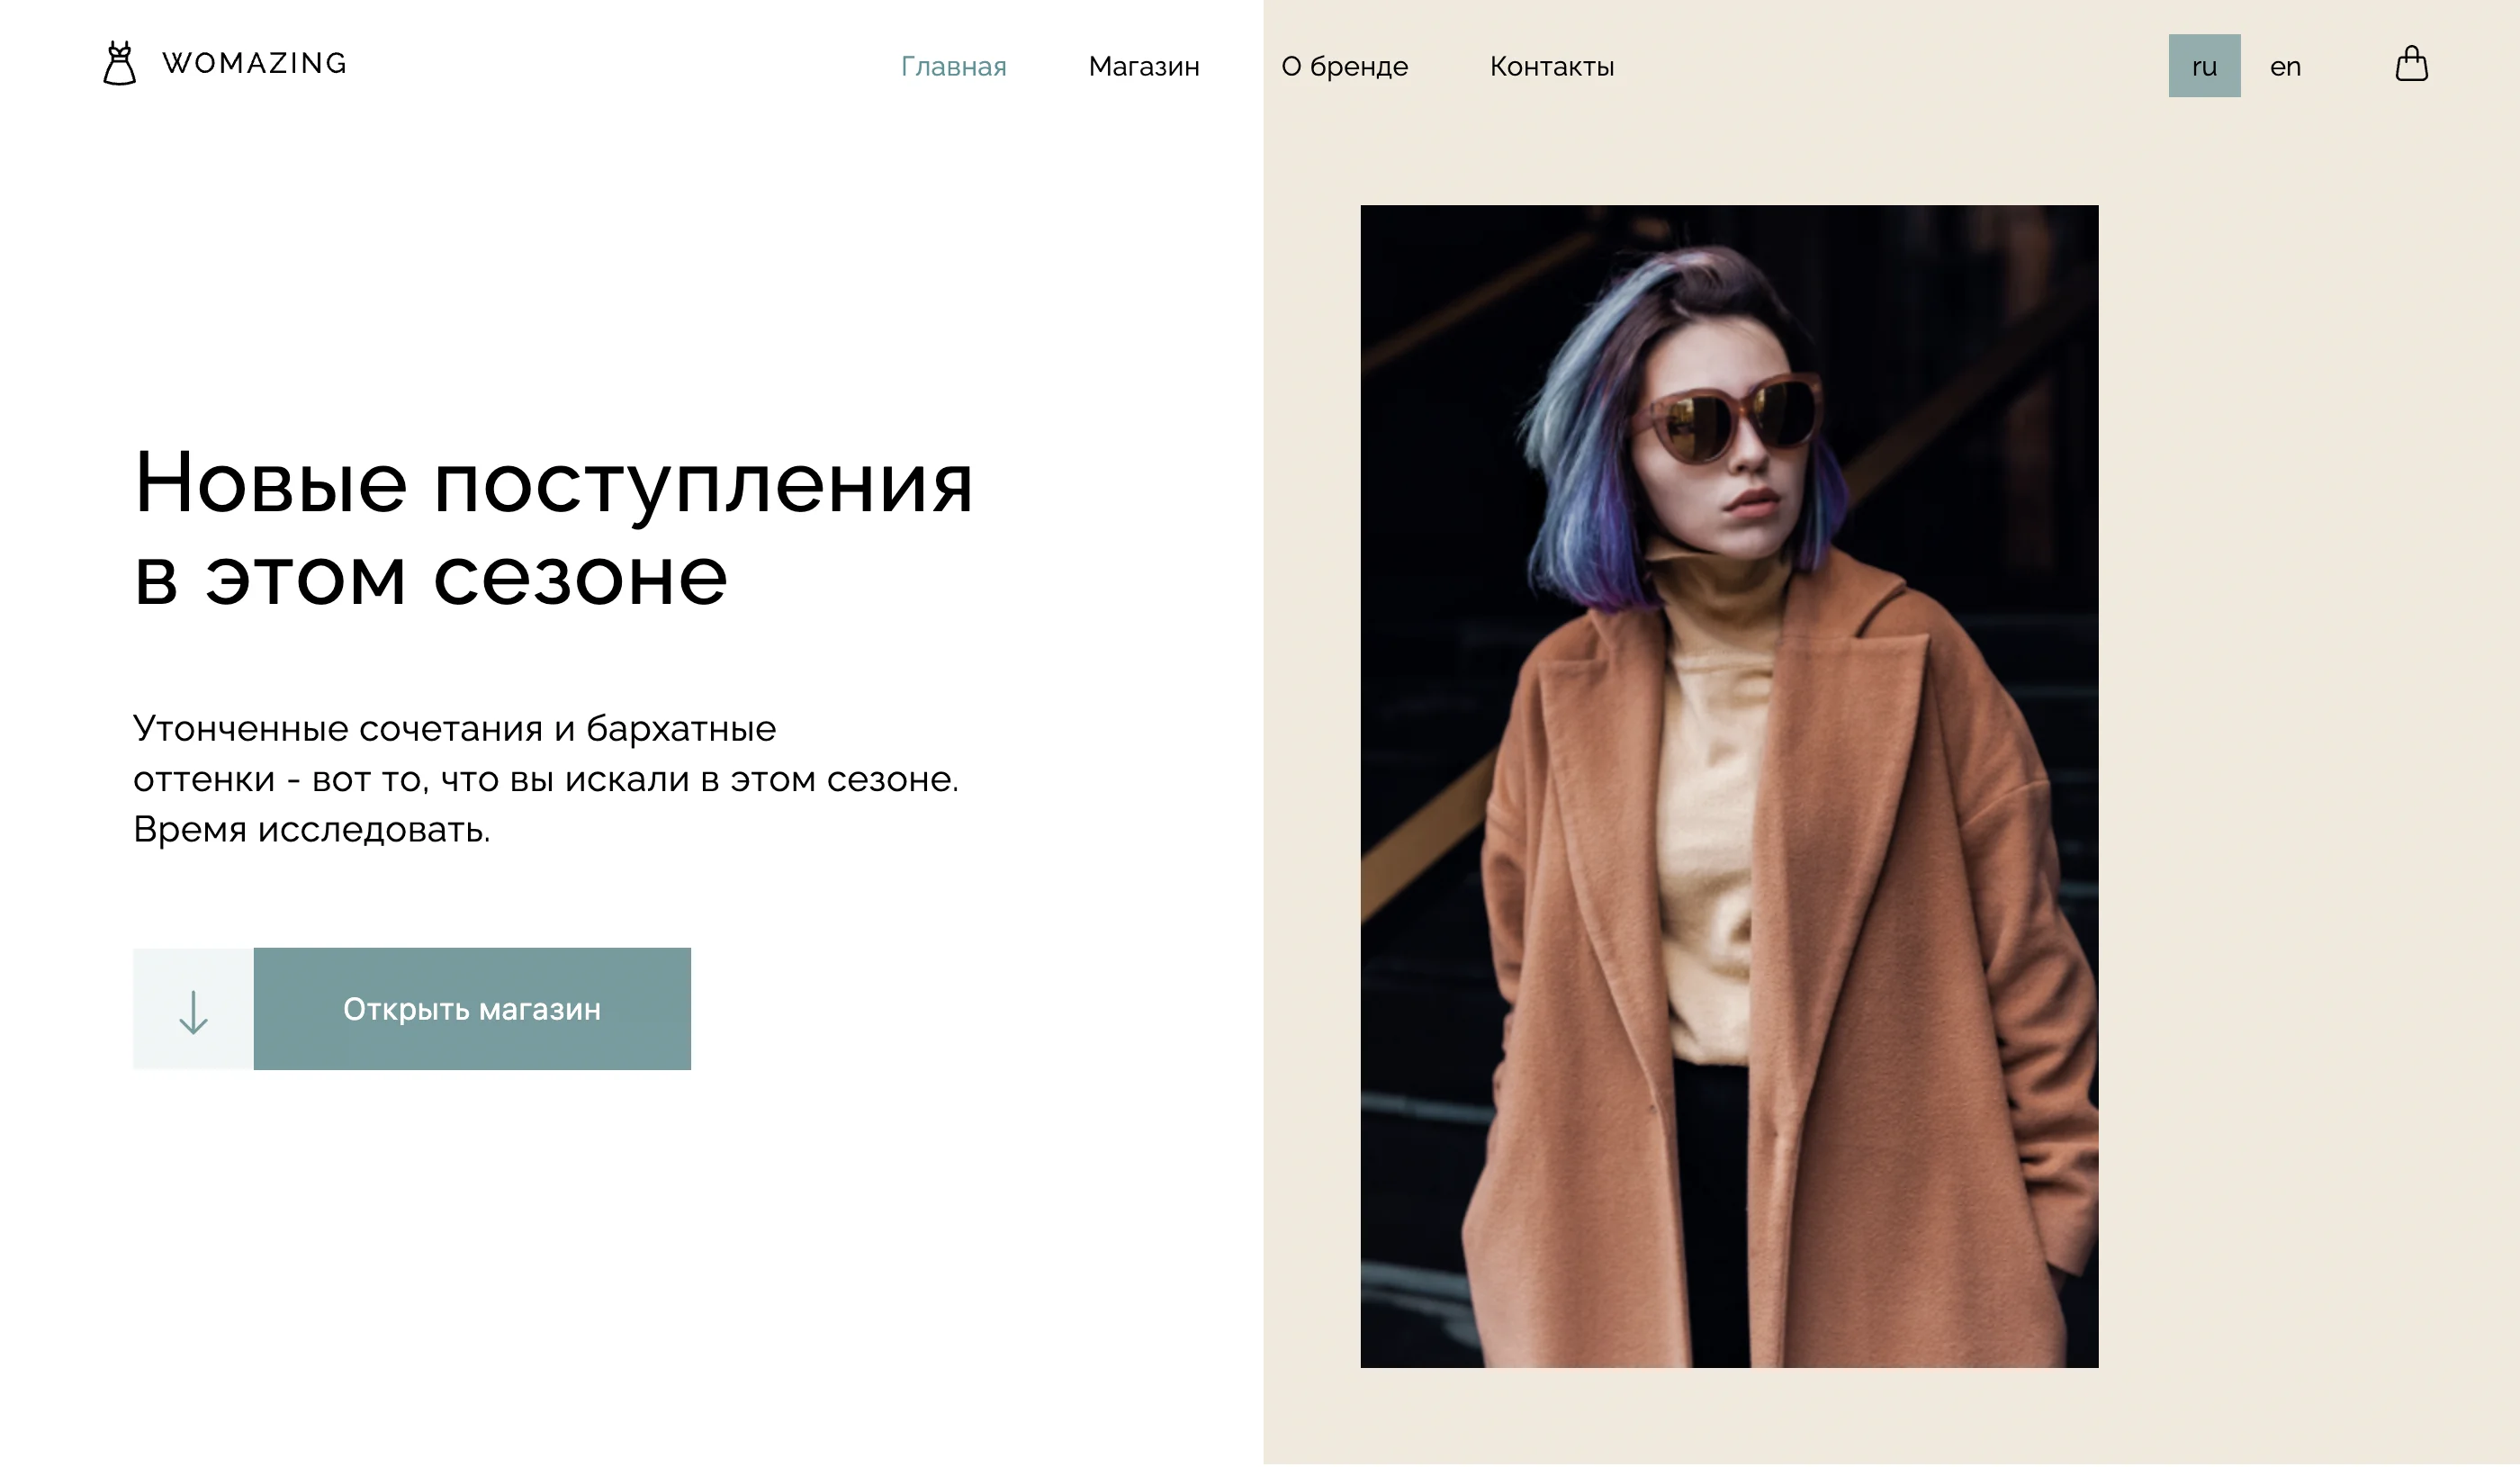 WOMAZING
Главная
Магазин
О бренде
Контакты
ru
en
Новые поступления
в этом сезоне
Утонченные сочетания и бархатные
оттенки - вот то, что вы искали в этом сезоне.
Время исследовать.
Открыть магазин